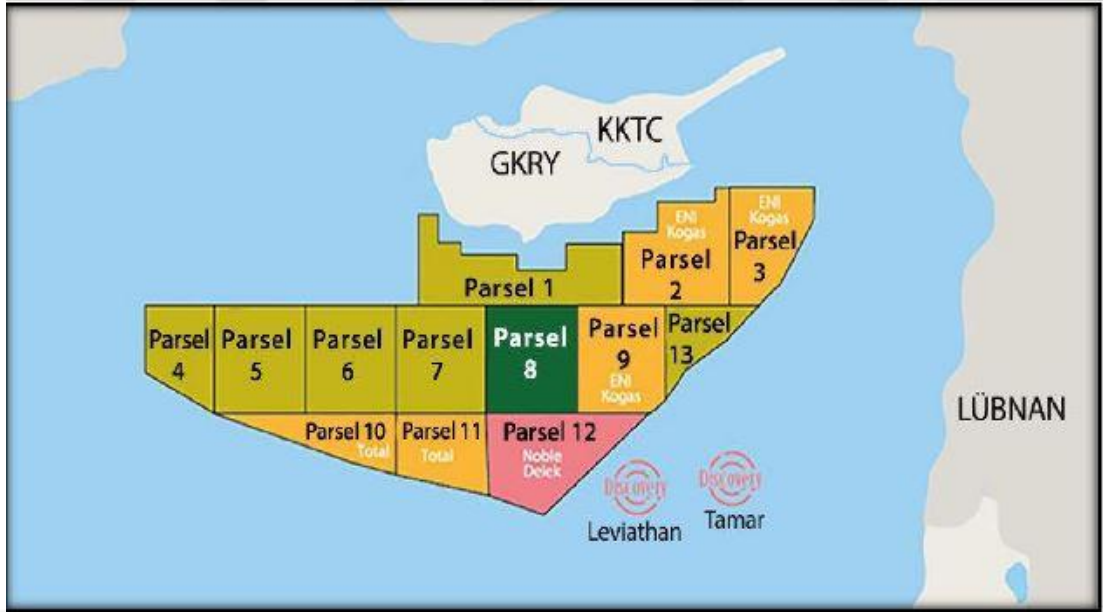 KKTC
GKRY
ENI
Kogas
Parsel
2
ENI
Kogas
Parsel
3
Parsel 1
Parsel
4
Parsel
5
Parsel
6
Parsel
7
Parsel
8
Parsel
9
ENI
Kogas
Parsel
13
Parsel 10
Total
Parsel 11
Total
Parsel 12
Noble
Delek
LÜBNAN
Discovery
Leviathan
Discovery
Tamar